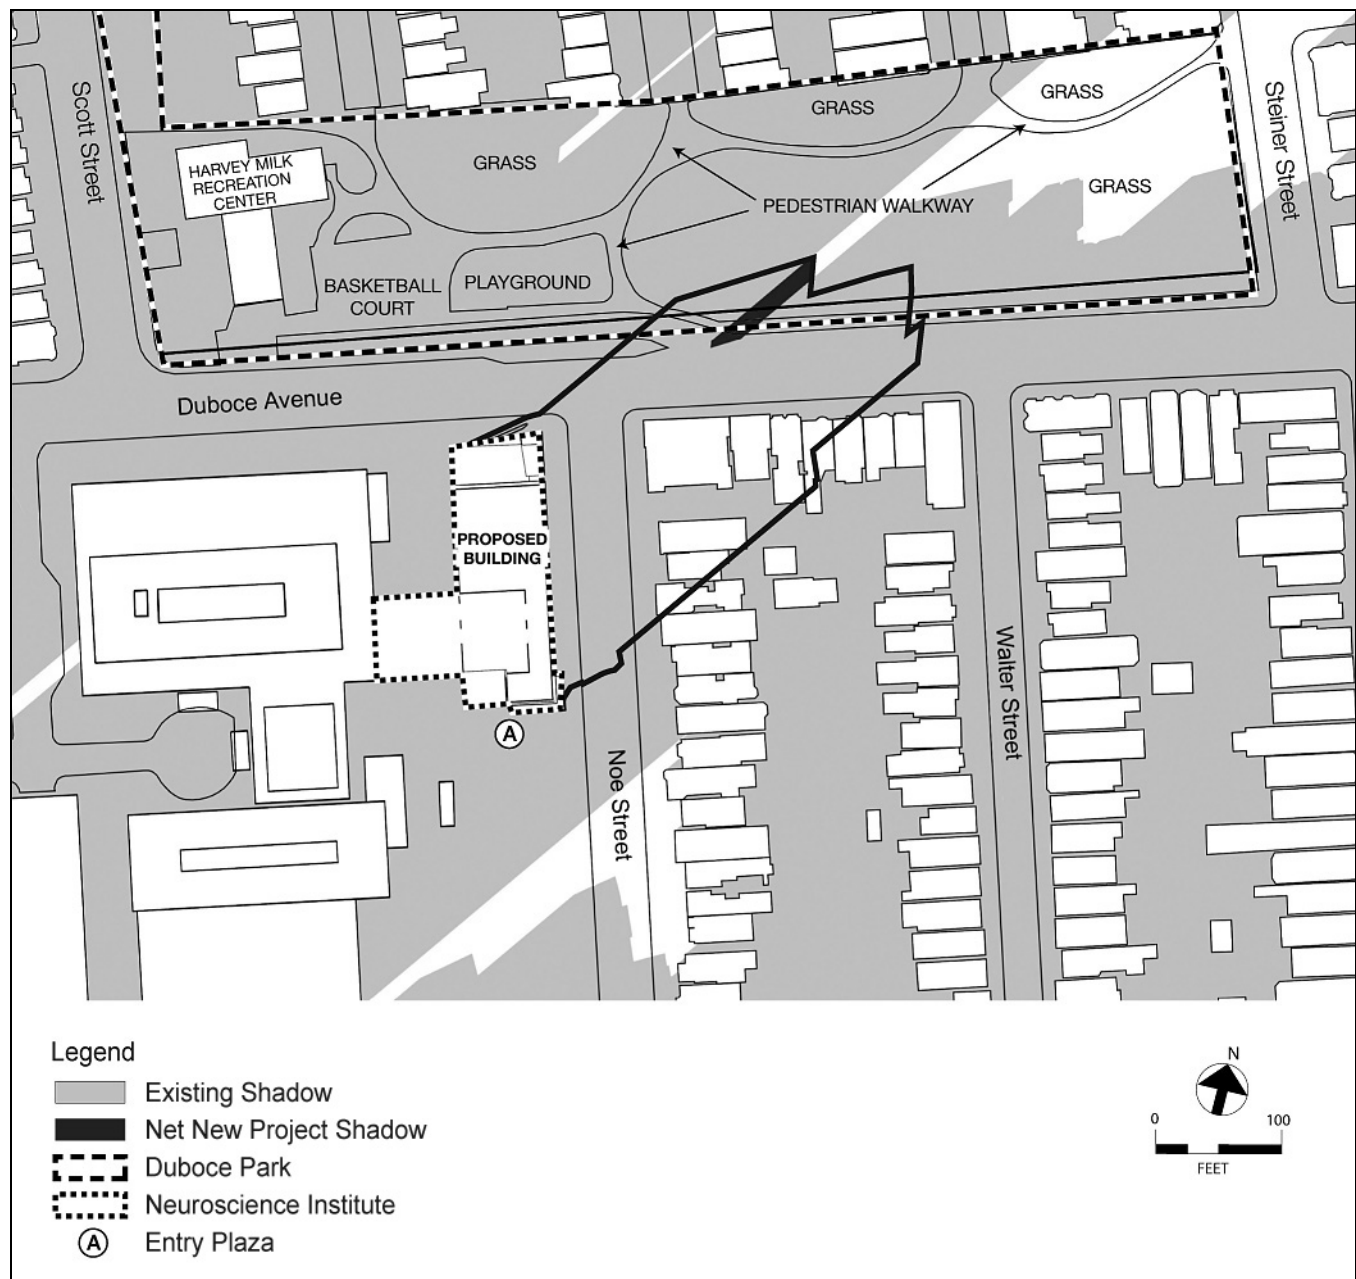 GRASS
GRASS
GRASS
GRASS
Scott Street
Steiner Street
HARVEY MILK
RECREATION
CENTER
PEDESTRIAN WALKWAY
BASKETBALL
COURT
PLAYGROUND
Duboce Avenue
PROPOSED
BUILDING
A
Noe Street
Walter Street
Legend
Existing Shadow
Net New Project Shadow
Duboce Park
Neuroscience Institute
A Entry Plaza
N
0 100
FEET